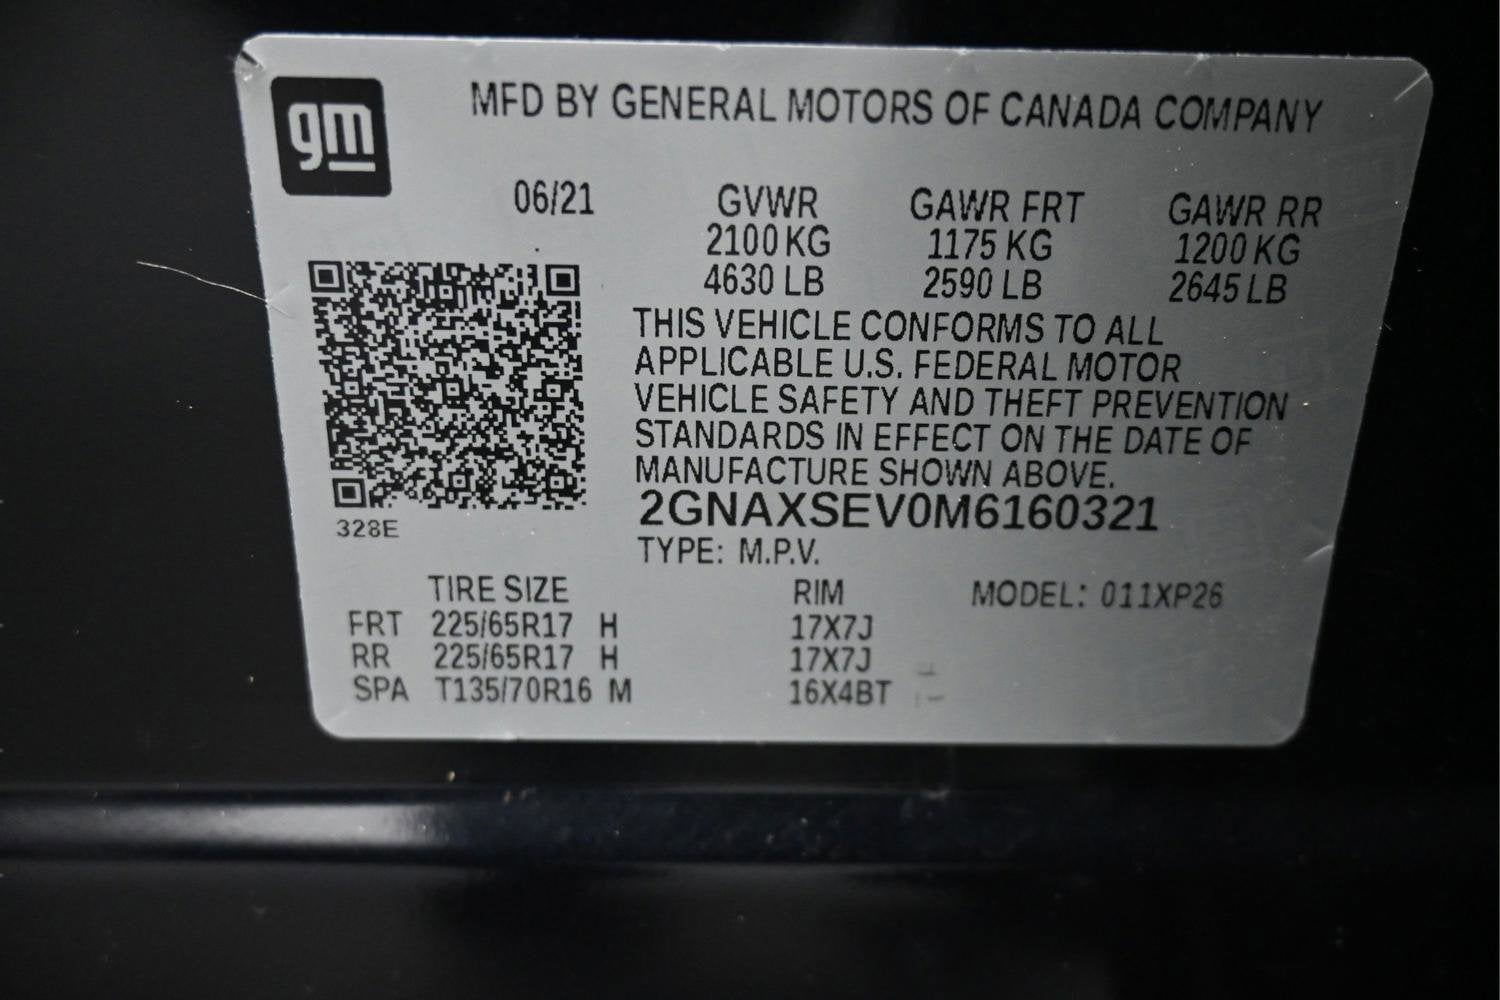 gm
MFD BY GENERAL MOTORS OF CANADA COMPANY
06/21 GVWR GAWR FRT GAWR RR
2100 KG 1175 KG 1200 KG
4630 LB 2590 LB 2645 LB
THIS VEHICLE CONFORMS TO ALL
APPLICABLE U.S. FEDERAL MOTOR
VEHICLE SAFETY AND THEFT PREVENTION
STANDARDS IN EFFECT ON THE DATE OF
MANUFACTURE SHOWN ABOVE.
2GNAXSEV0M6160321
328E
TYPE: M.P.V.
TIRE SIZE RIM MODEL: 011XP26
FRT 225/65R17 H 17X7J
RR 225/65R17 H 17X7J
SPA T135/70R16 M 16X4BT